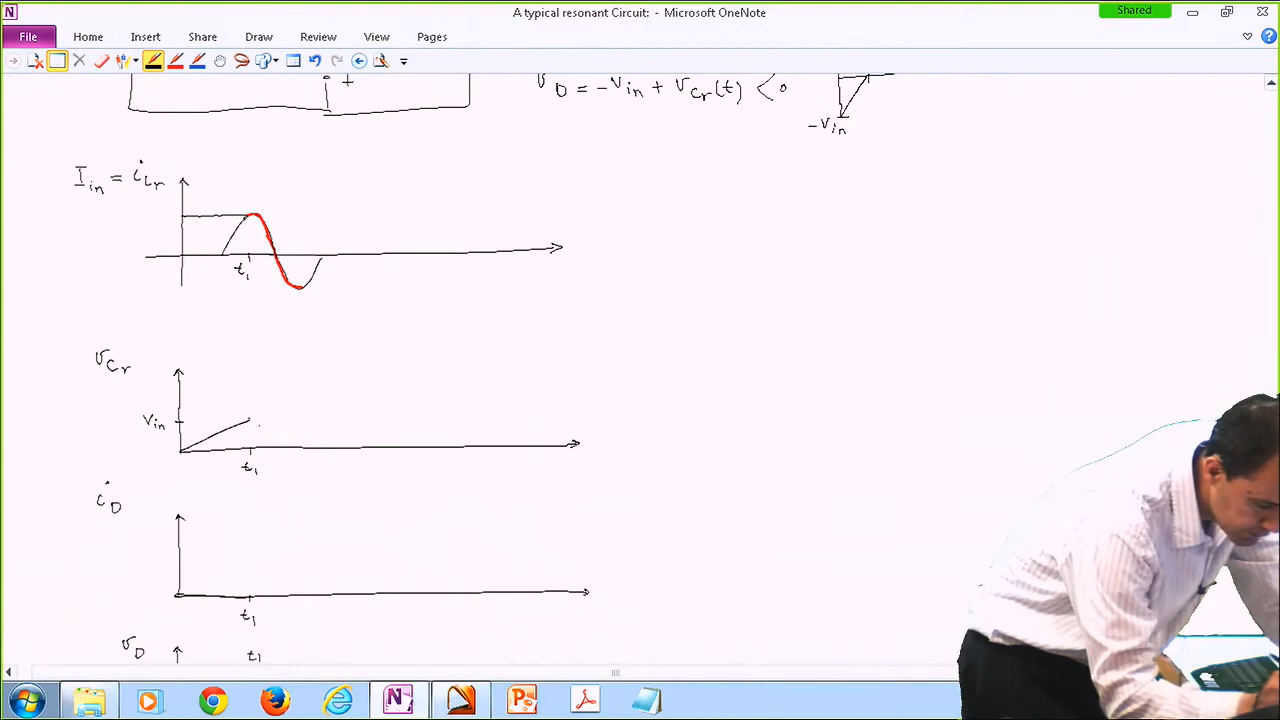 A typical resonant Circuit: - Microsoft OneNote
Shared
File Home Insert Share Draw Review View Pages
+
v_D = -V_in + v_Cr(t) < 0
-V_in
I_in = i_Lr
t_1
v_Cr
V_in
t_1
i_D
t_1
v_D
t_1